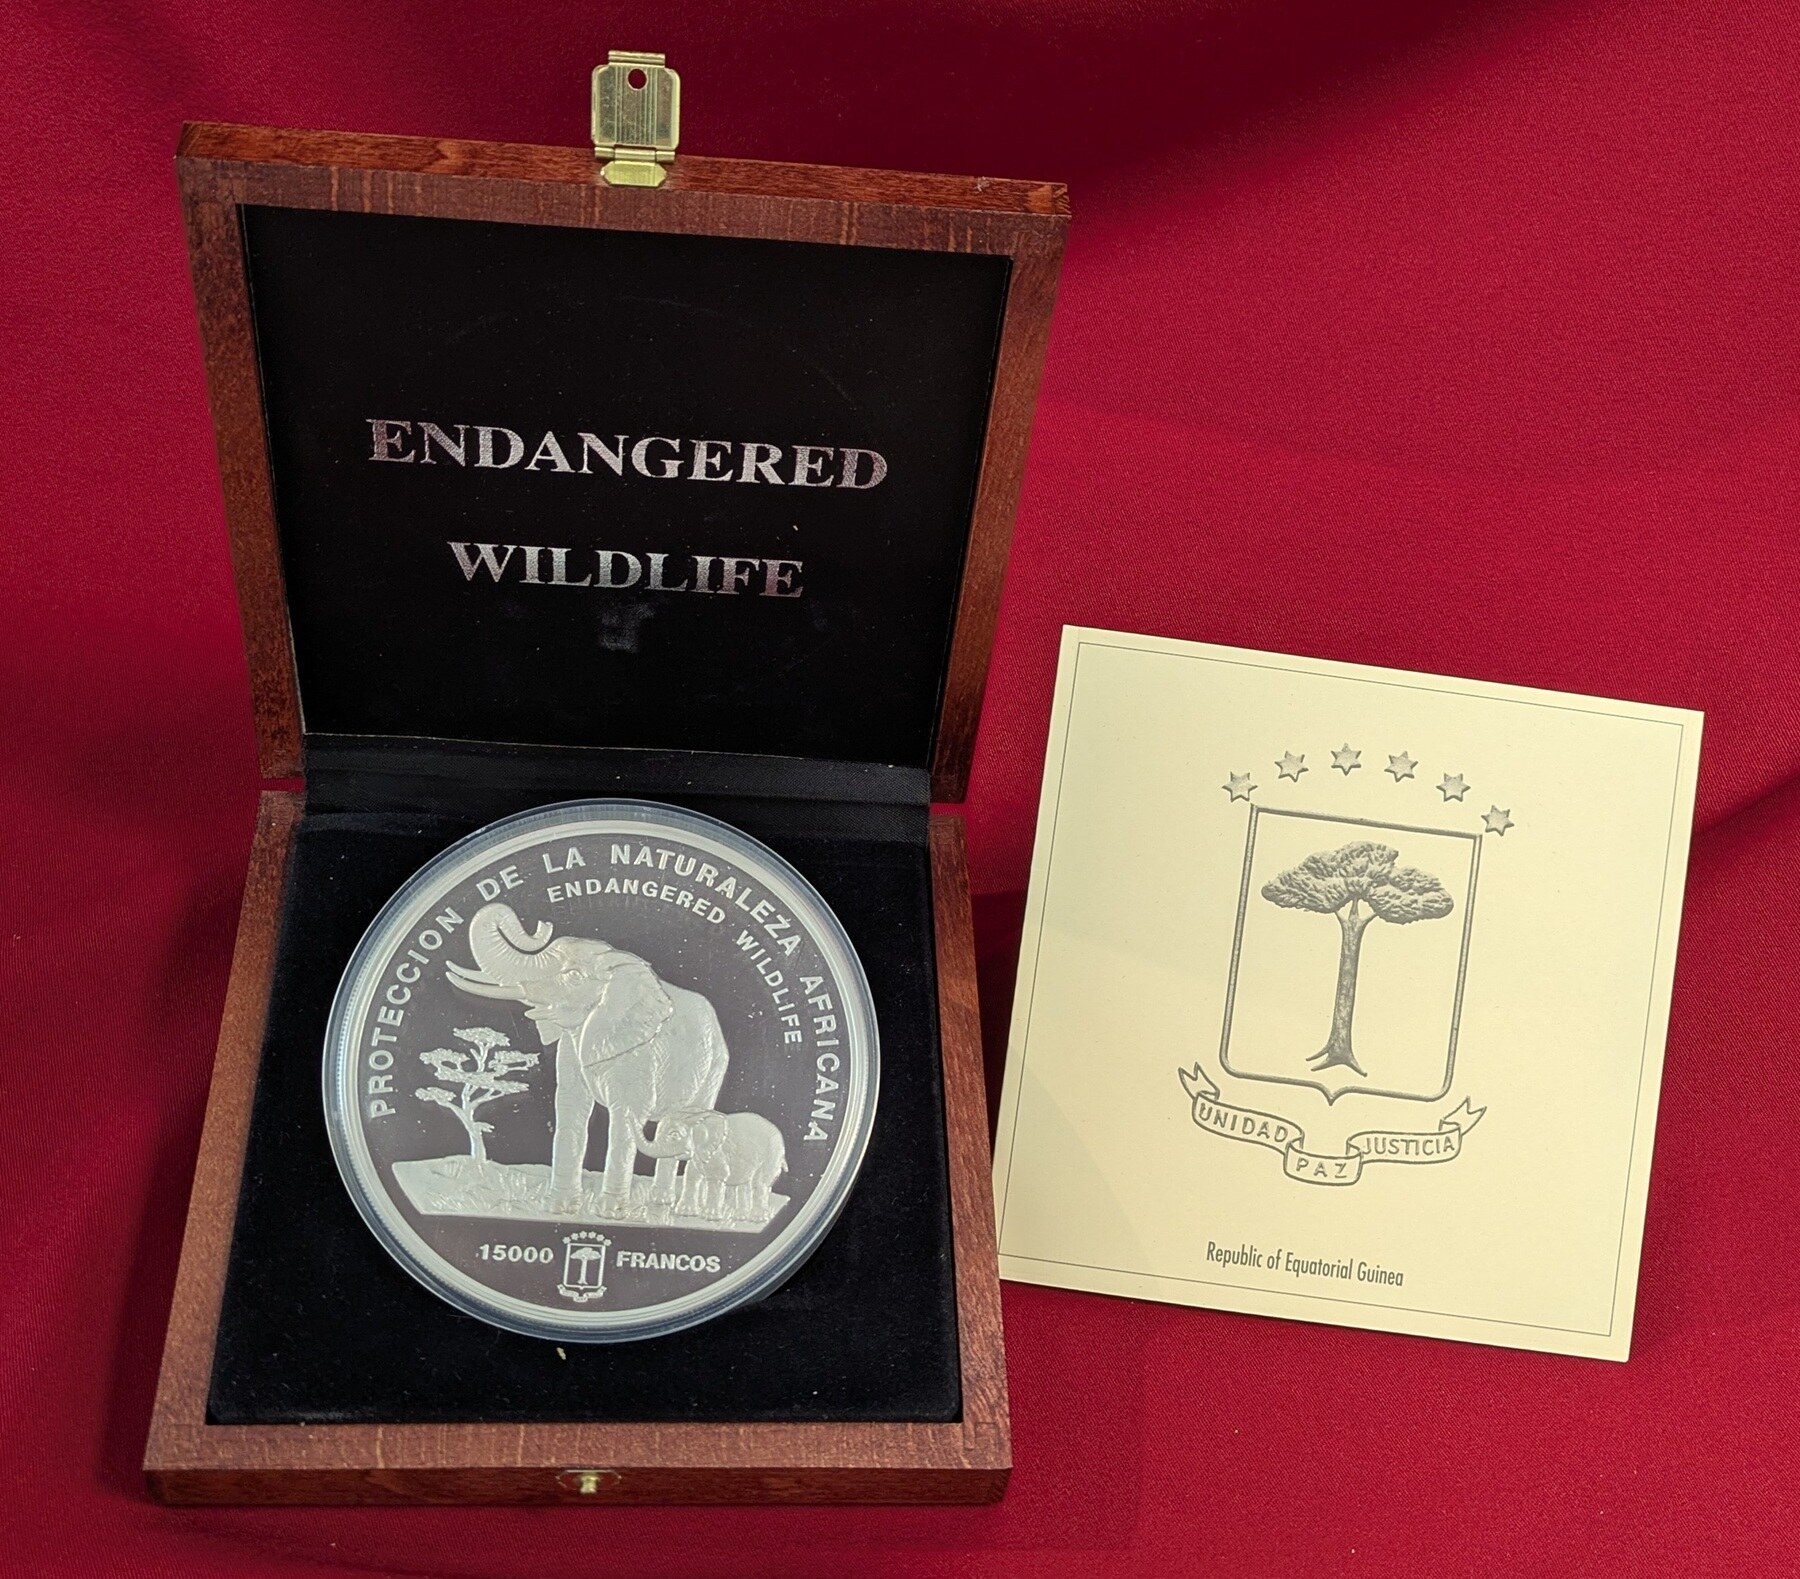 ENDANGERED
WILDLIFE
PROTECCION DE LA NATURALEZA AFRICANA
ENDANGERED WILDLIFE
15000 FRANCOS
UNIDAD PAZ JUSTICIA
Republic of Equatorial Guinea